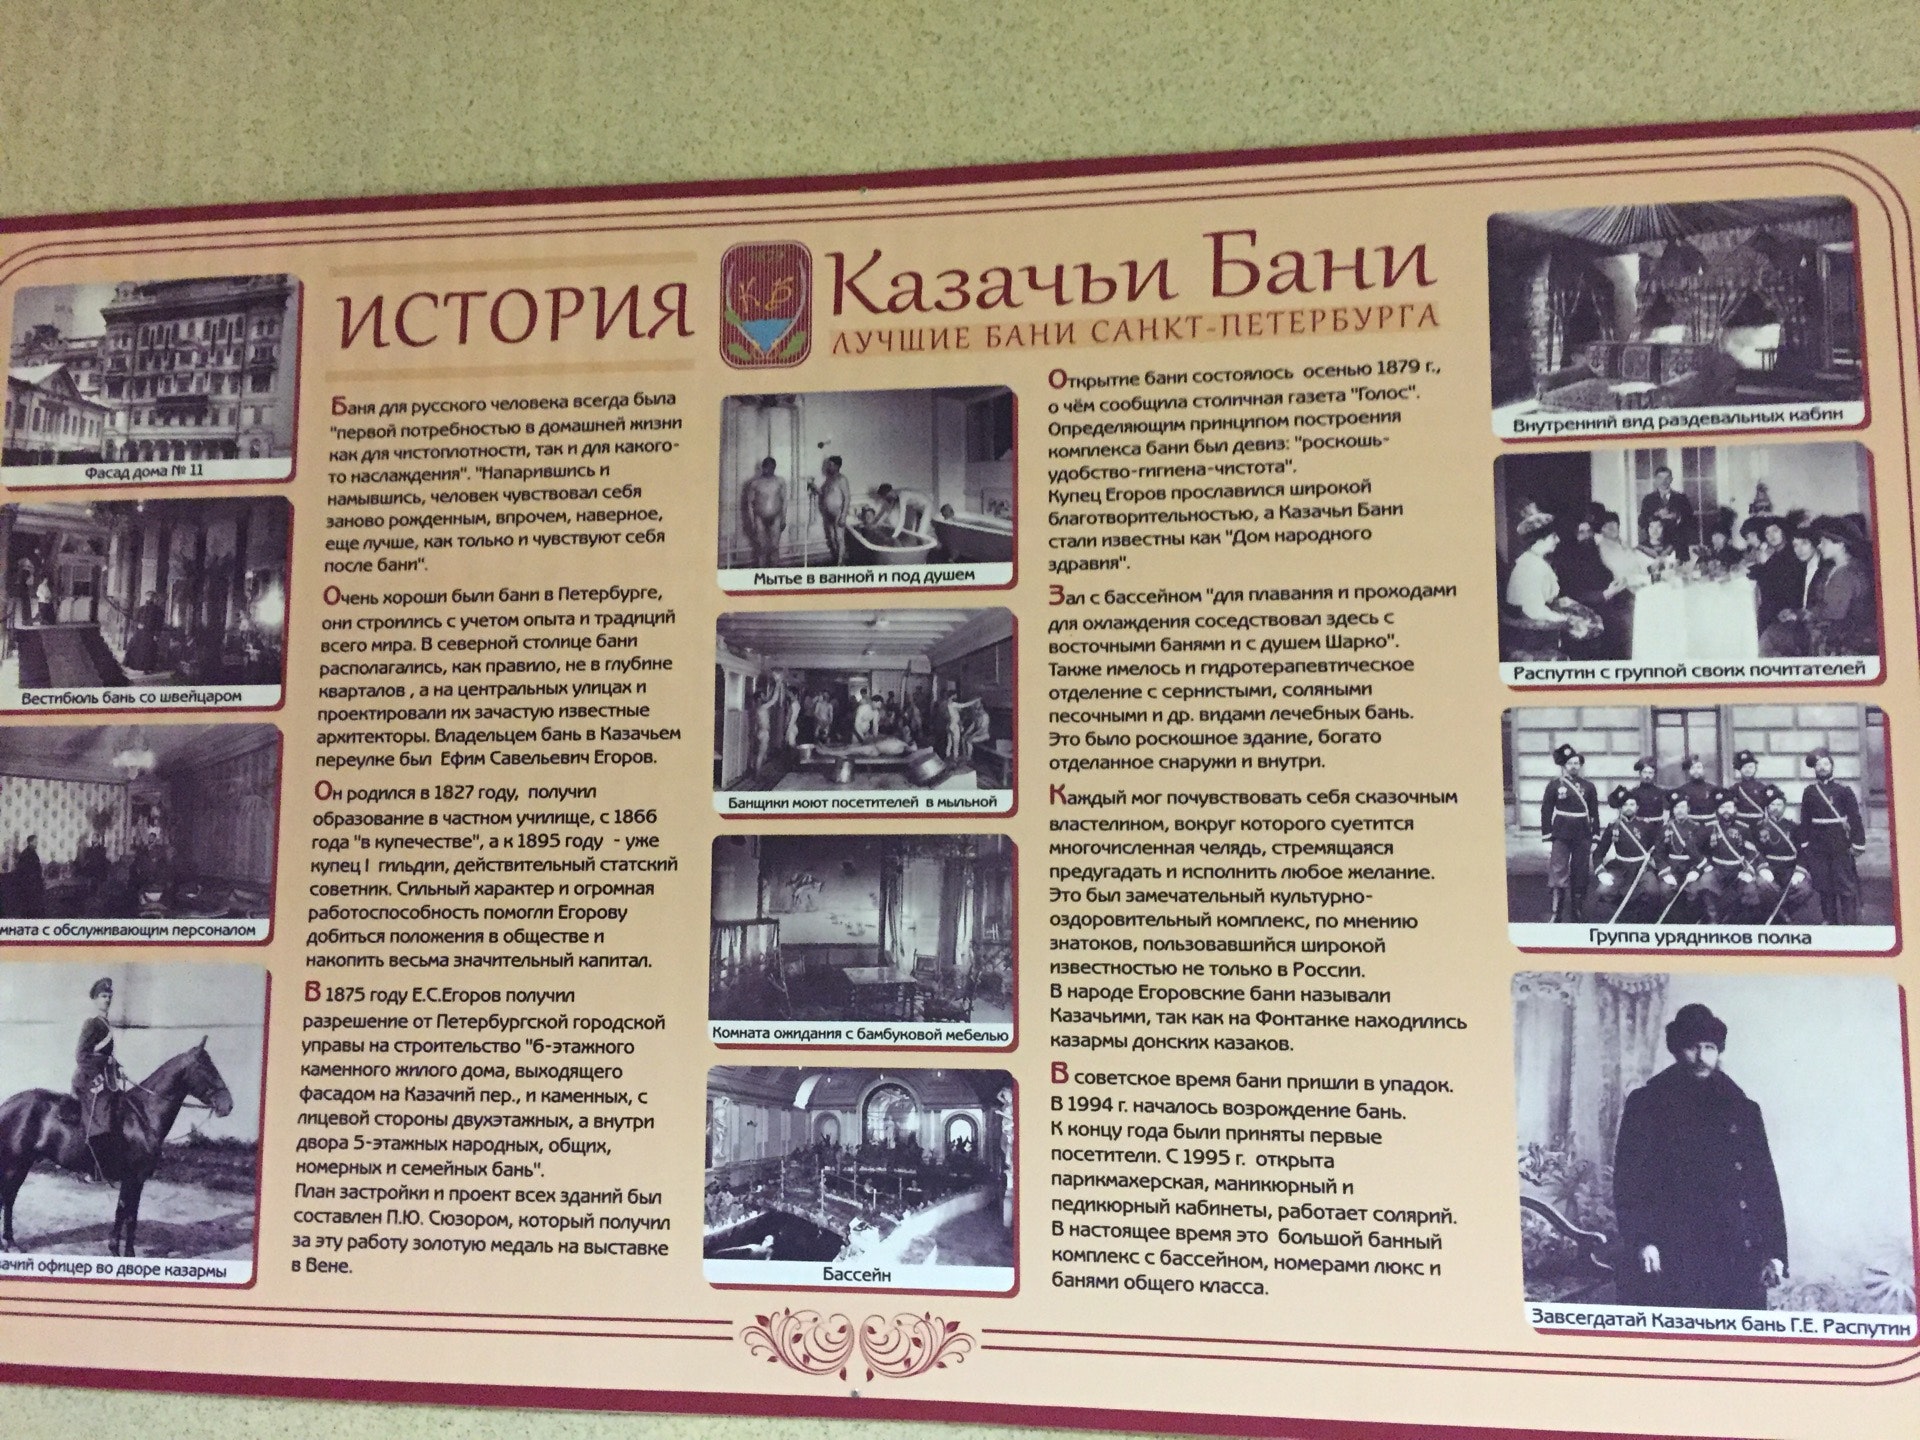 ИСТОРИЯ
КБ
Казачьи Бани
ЛУЧШИЕ БАНИ САНКТ-ПЕТЕРБУРГА
Фасад дома № 11
Вестибюль бань со швейцаром
с обслуживающим персоналом
офицер во дворе казармы
Баня для русского человека всегда была
"первой потребностью в домашней жизни
как для чистоплотности, так и для какого-
то наслаждения". "Напарившись и
намывшись, человек чувствовал себя
заново рожденным, впрочем, наверное,
еще лучше, как только и чувствуют себя
после бани".
Очень хороши были бани в Петербурге,
они строились с учетом опыта и традиций
всего мира. В северной столице бани
располагались, как правило, не в глубине
кварталов , а на центральных улицах и
проектировали их зачастую известные
архитекторы. Владельцем бань в Казачьем
переулке был Ефим Савельевич Егоров.
Он родился в 1827 году, получил
образование в частном училище, с 1866
года "в купечестве", а к 1895 году - уже
купец I гильдии, действительный статский
советник. Сильный характер и огромная
работоспособность помогли Егорову
добиться положения в обществе и
накопить весьма значительный капитал.
В 1875 году Е.С.Егоров получил
разрешение от Петербургской городской
управы на строительство "6-этажного
каменного жилого дома, выходящего
фасадом на Казачий пер., и каменных, с
лицевой стороны двухэтажных, а внутри
двора 5-этажных народных, общих,
номерных и семейных бань".
План застройки и проект всех зданий был
составлен П.Ю. Сюзором, который получил
за эту работу золотую медаль на выставке
в Вене.
Мытье в ванной и под душем
Банщики моют посетителей в мыльной
Комната ожидания с бамбуковой мебелью
Бассейн
Открытие бани состоялось осенью 1879 г.,
о чём сообщила столичная газета "Голос".
Определяющим принципом построения
комплекса бани был девиз: "роскошь-
удобство-гигиена-чистота".
Купец Егоров прославился широкой
благотворительностью, а Казачьи Бани
стали известны как "Дом народного
здравия".
Зал с бассейном "для плавания и проходами
для охлаждения соседствовал здесь с
восточными банями и с душем Шарко".
Также имелось и гидротерапевтическое
отделение с сернистыми, соляными
песочными и др. видами лечебных бань.
Это было роскошное здание, богато
отделанное снаружи и внутри.
Каждый мог почувствовать себя сказочным
властелином, вокруг которого суетится
многочисленная челядь, стремящаяся
предугадать и исполнить любое желание.
Это был замечательный культурно-
оздоровительный комплекс, по мнению
знатоков, пользовавшийся широкой
известностью не только в России.
В народе Егоровские бани называли
Казачьими, так как на Фонтанке находились
казармы донских казаков.
В советское время бани пришли в упадок.
В 1994 г. началось возрождение бань.
К концу года были приняты первые
посетители. С 1995 г. открыта
парикмахерская, маникюрный и
педикюрный кабинеты, работает солярий.
В настоящее время это большой банный
комплекс с бассейном, номерами люкс и
банями общего класса.
Внутренний вид раздевальных кабин
Распутин с группой своих почитателей
Группа урядников полка
Завсегдатай Казачьих бань Г.Е. Распутин